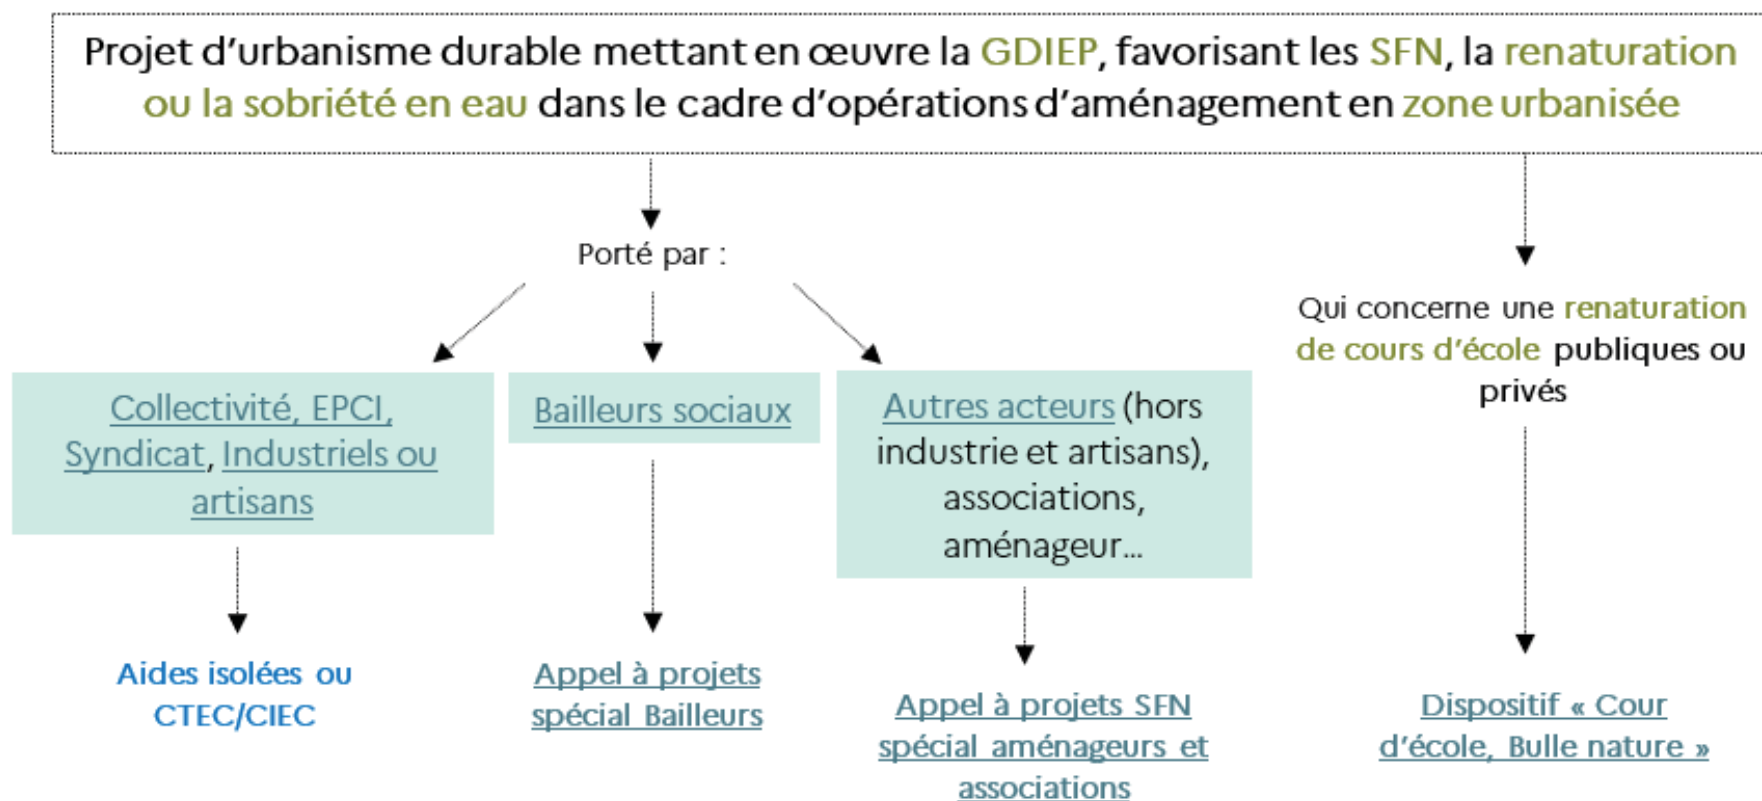 Projet d’urbanisme durable mettant en œuvre la GDIEP, favorisant les SFN, la renaturation
ou la sobriété en eau dans le cadre d’opérations d’aménagement en zone urbanisée
Porté par :
Qui concerne une renaturation
de cours d’école publiques ou
privés
Collectivité, EPCI,
Syndicat, Industriels ou
artisans
Bailleurs sociaux
Autres acteurs (hors
industrie et artisans),
associations,
aménageur...
Aides isolées ou
CTEC/CIEC
Appel à projets
spécial Bailleurs
Appel à projets SFN
spécial aménageurs et
associations
Dispositif « Cour
d’école, Bulle nature »